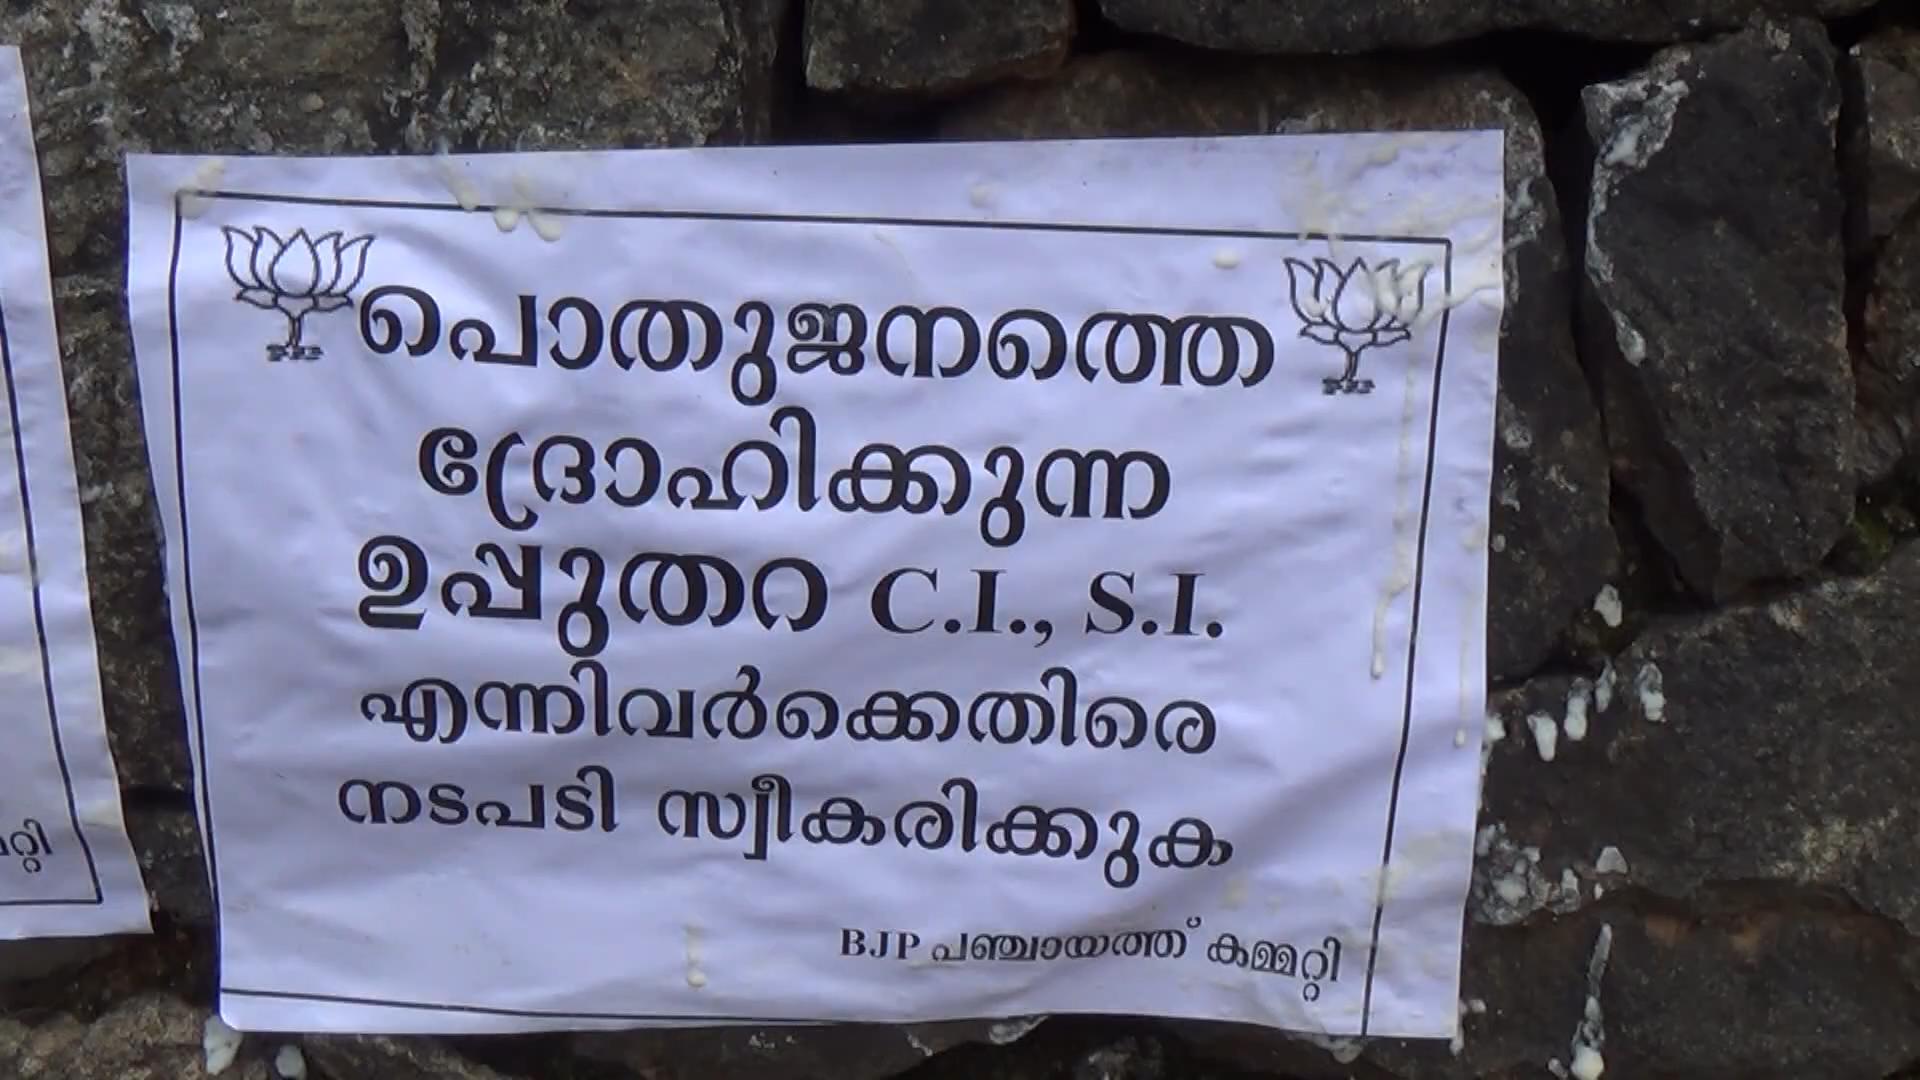 പൊതുജനത്തെ
ദ്രോഹിക്കുന്ന
ഉപ്പുതറ C.I., S.I.
എന്നിവർക്കെതിരെ
നടപടി സ്വീകരിക്കുക
BJP പഞ്ചായത്ത് കമ്മറ്റി